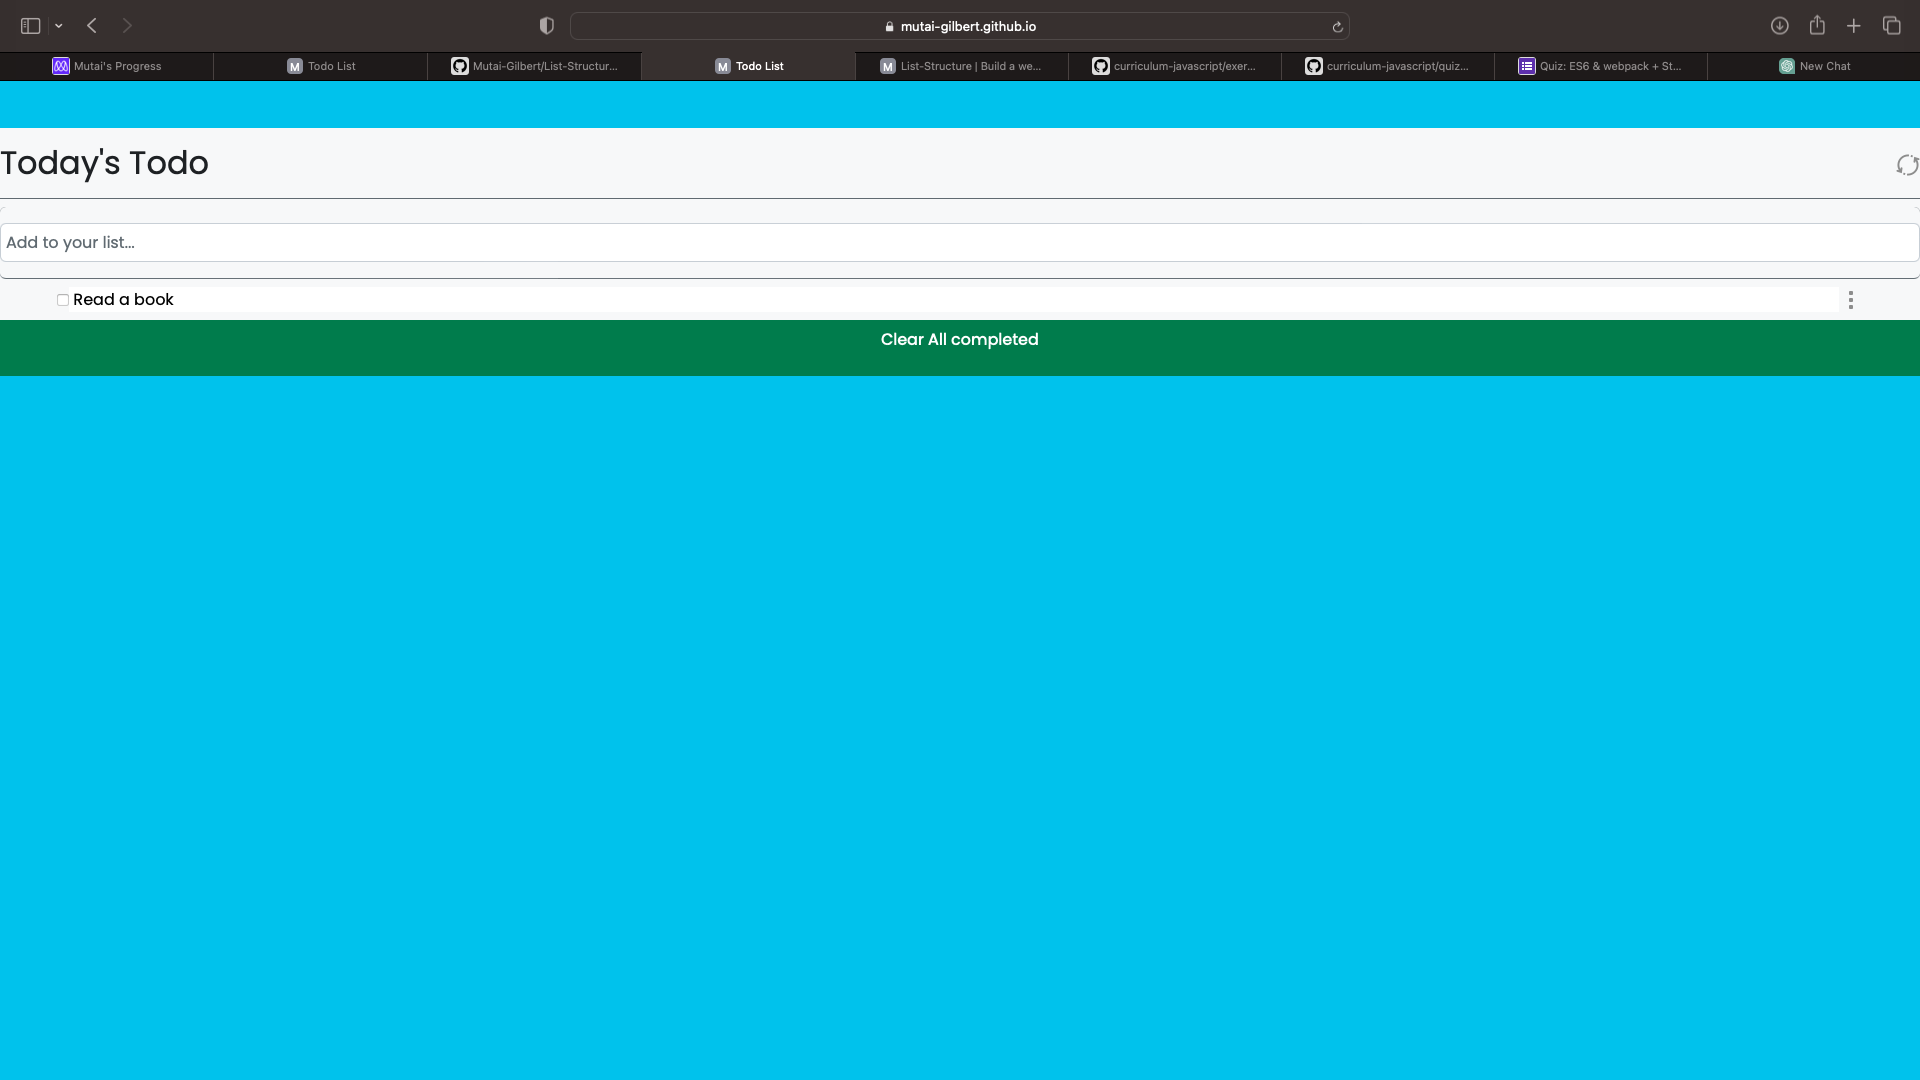 mutai-gilbert.github.io
Mutai's Progress
M Todo List
Mutai-Gilbert/List-Structur...
M Todo List
M List-Structure | Build a we...
curriculum-javascript/exer...
curriculum-javascript/quiz...
Quiz: ES6 & webpack + St...
New Chat
Today's Todo
Add to your list...
Read a book
Clear All completed